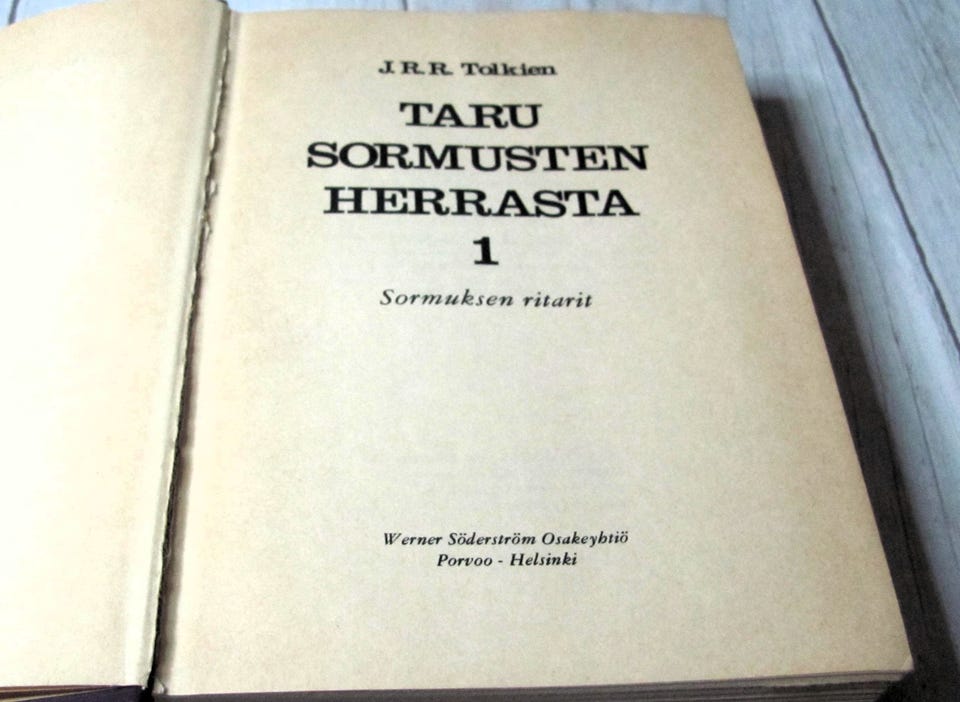 J. R. R. Tolkien
TARU
SORMUSTEN
HERRASTA
1
Sormuksen ritarit
Werner Söderström Osakeyhtiö
Porvoo - Helsinki